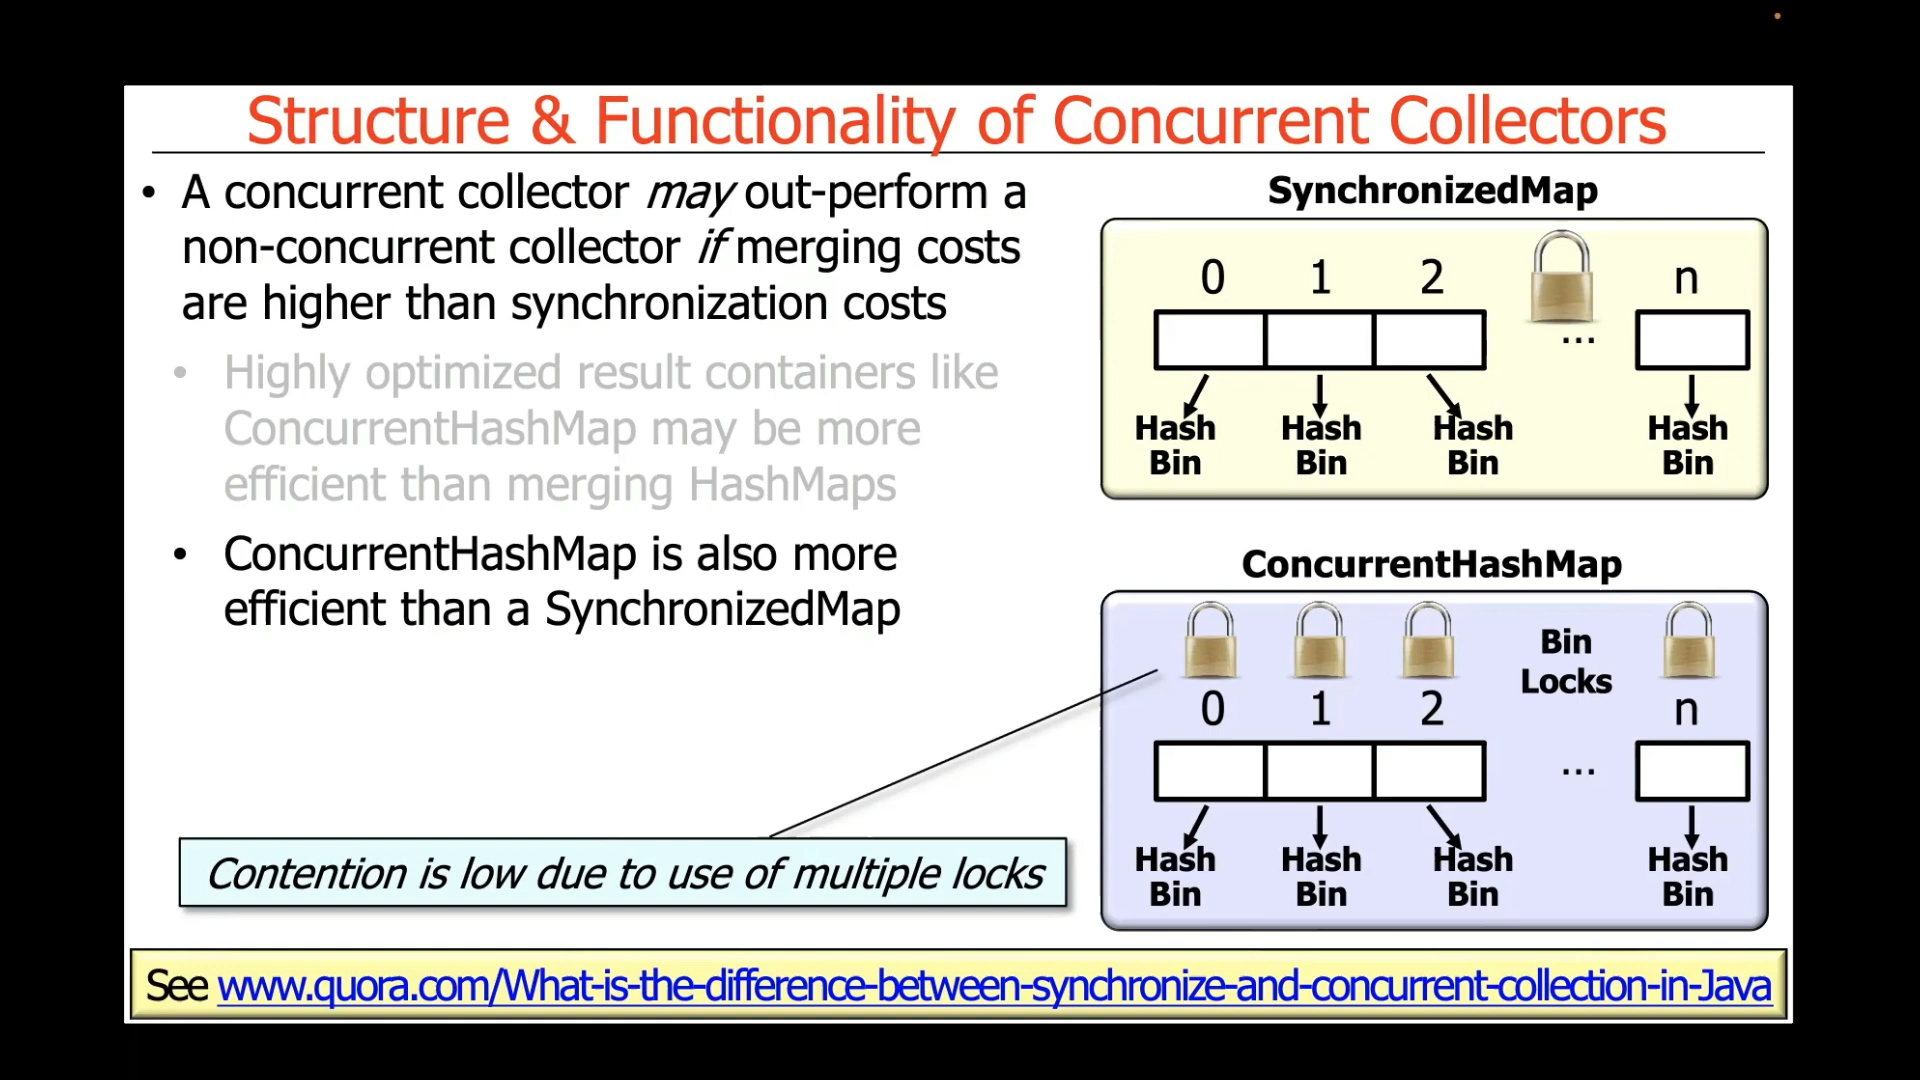 Structure & Functionality of Concurrent Collectors
• A concurrent collector may out-perform a
non-concurrent collector if merging costs
are higher than synchronization costs
• Highly optimized result containers like
ConcurrentHashMap may be more
efficient than merging HashMaps
• ConcurrentHashMap is also more
efficient than a SynchronizedMap
Contention is low due to use of multiple locks
SynchronizedMap
0 1 2 n
...
Hash Hash Hash Hash
Bin Bin Bin Bin
ConcurrentHashMap
Bin
Locks
0 1 2 n
...
Hash Hash Hash Hash
Bin Bin Bin Bin
See www.quora.com/What-is-the-difference-between-synchronize-and-concurrent-collection-in-Java